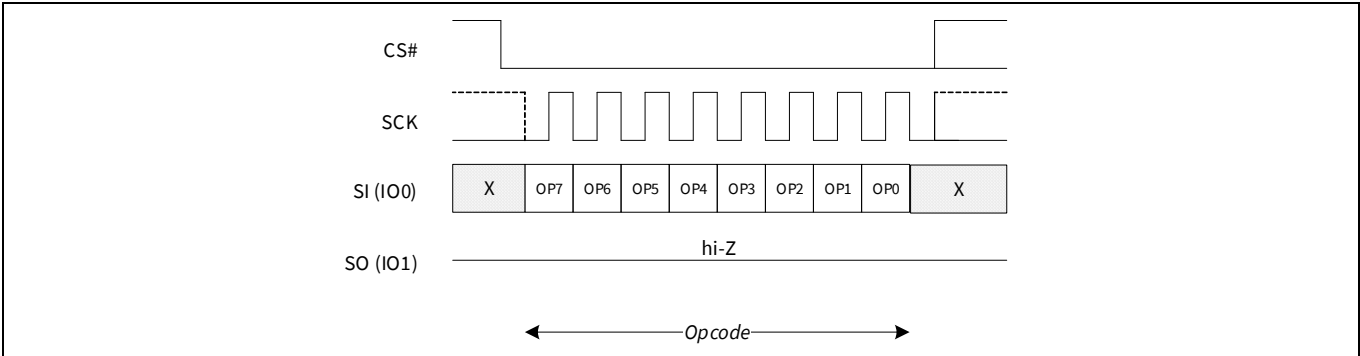 CS#
SCK
SI (IO0) X OP7 OP6 OP5 OP4 OP3 OP2 OP1 OP0 X
hi-Z
SO (IO1)
Opcode